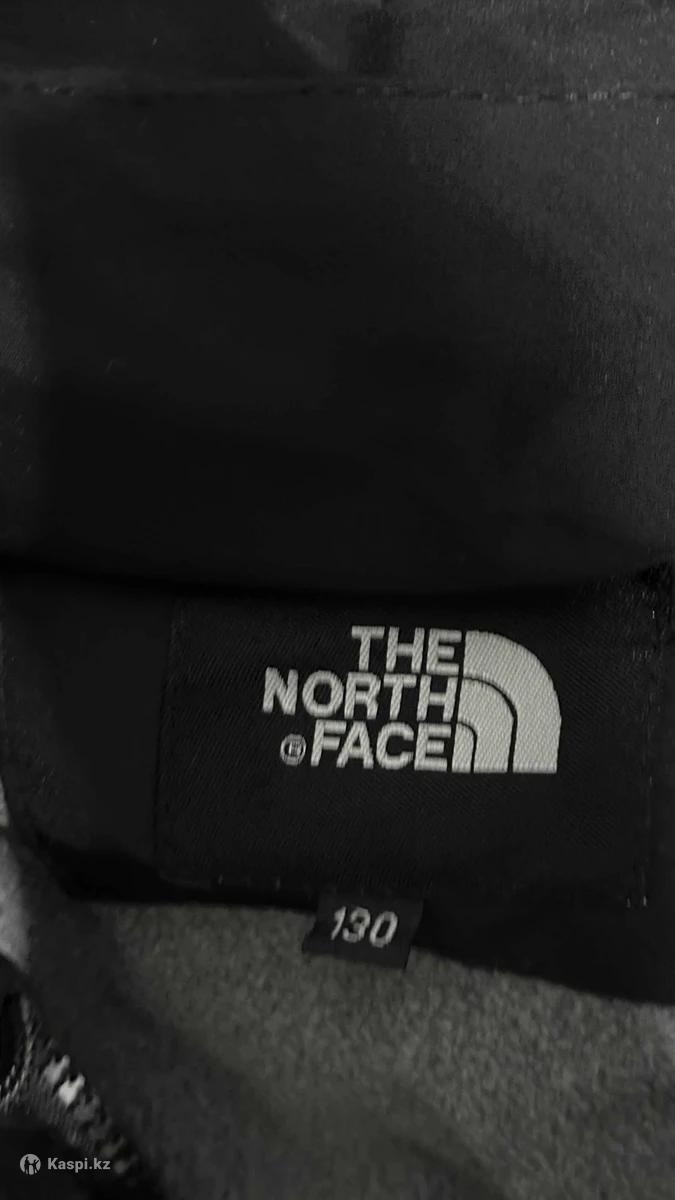 THE
NORTH
® FACE
130
Kaspi.kz